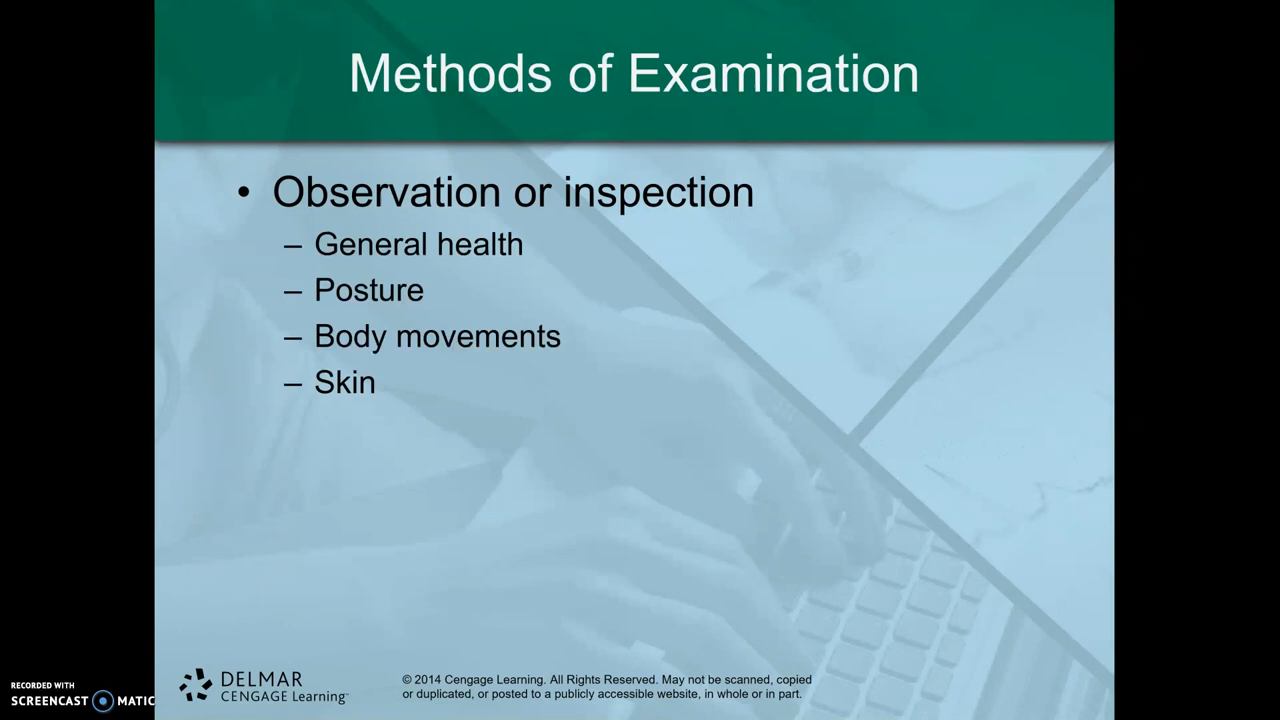 Methods of Examination
• Observation or inspection
– General health
– Posture
– Body movements
– Skin
RECORDED WITH
SCREENCAST MATIC
DELMAR
CENGAGE Learning™
© 2014 Cengage Learning. All Rights Reserved. May not be scanned, copied
or duplicated, or posted to a publicly accessible website, in whole or in part.